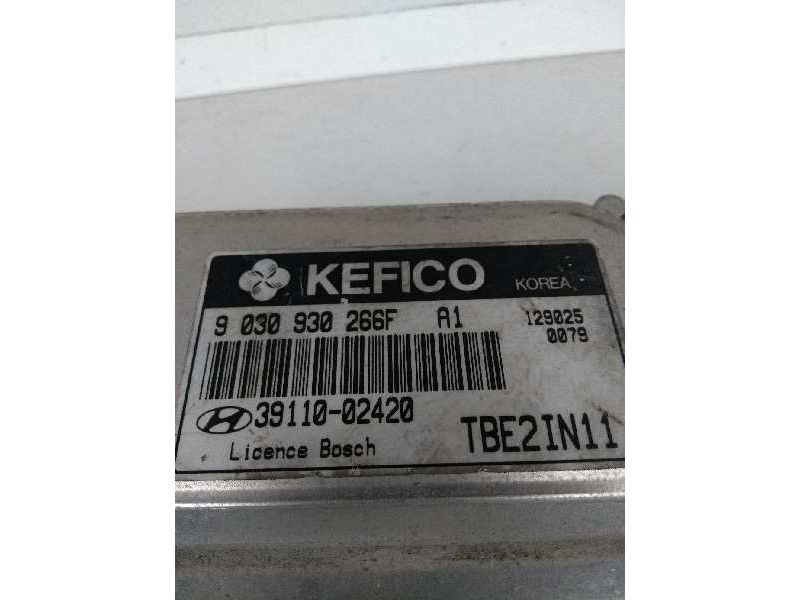 KEFICO KOREA
9 030 930 266F A1 129025
0079
39110-02420
Licence Bosch TBE2IN11